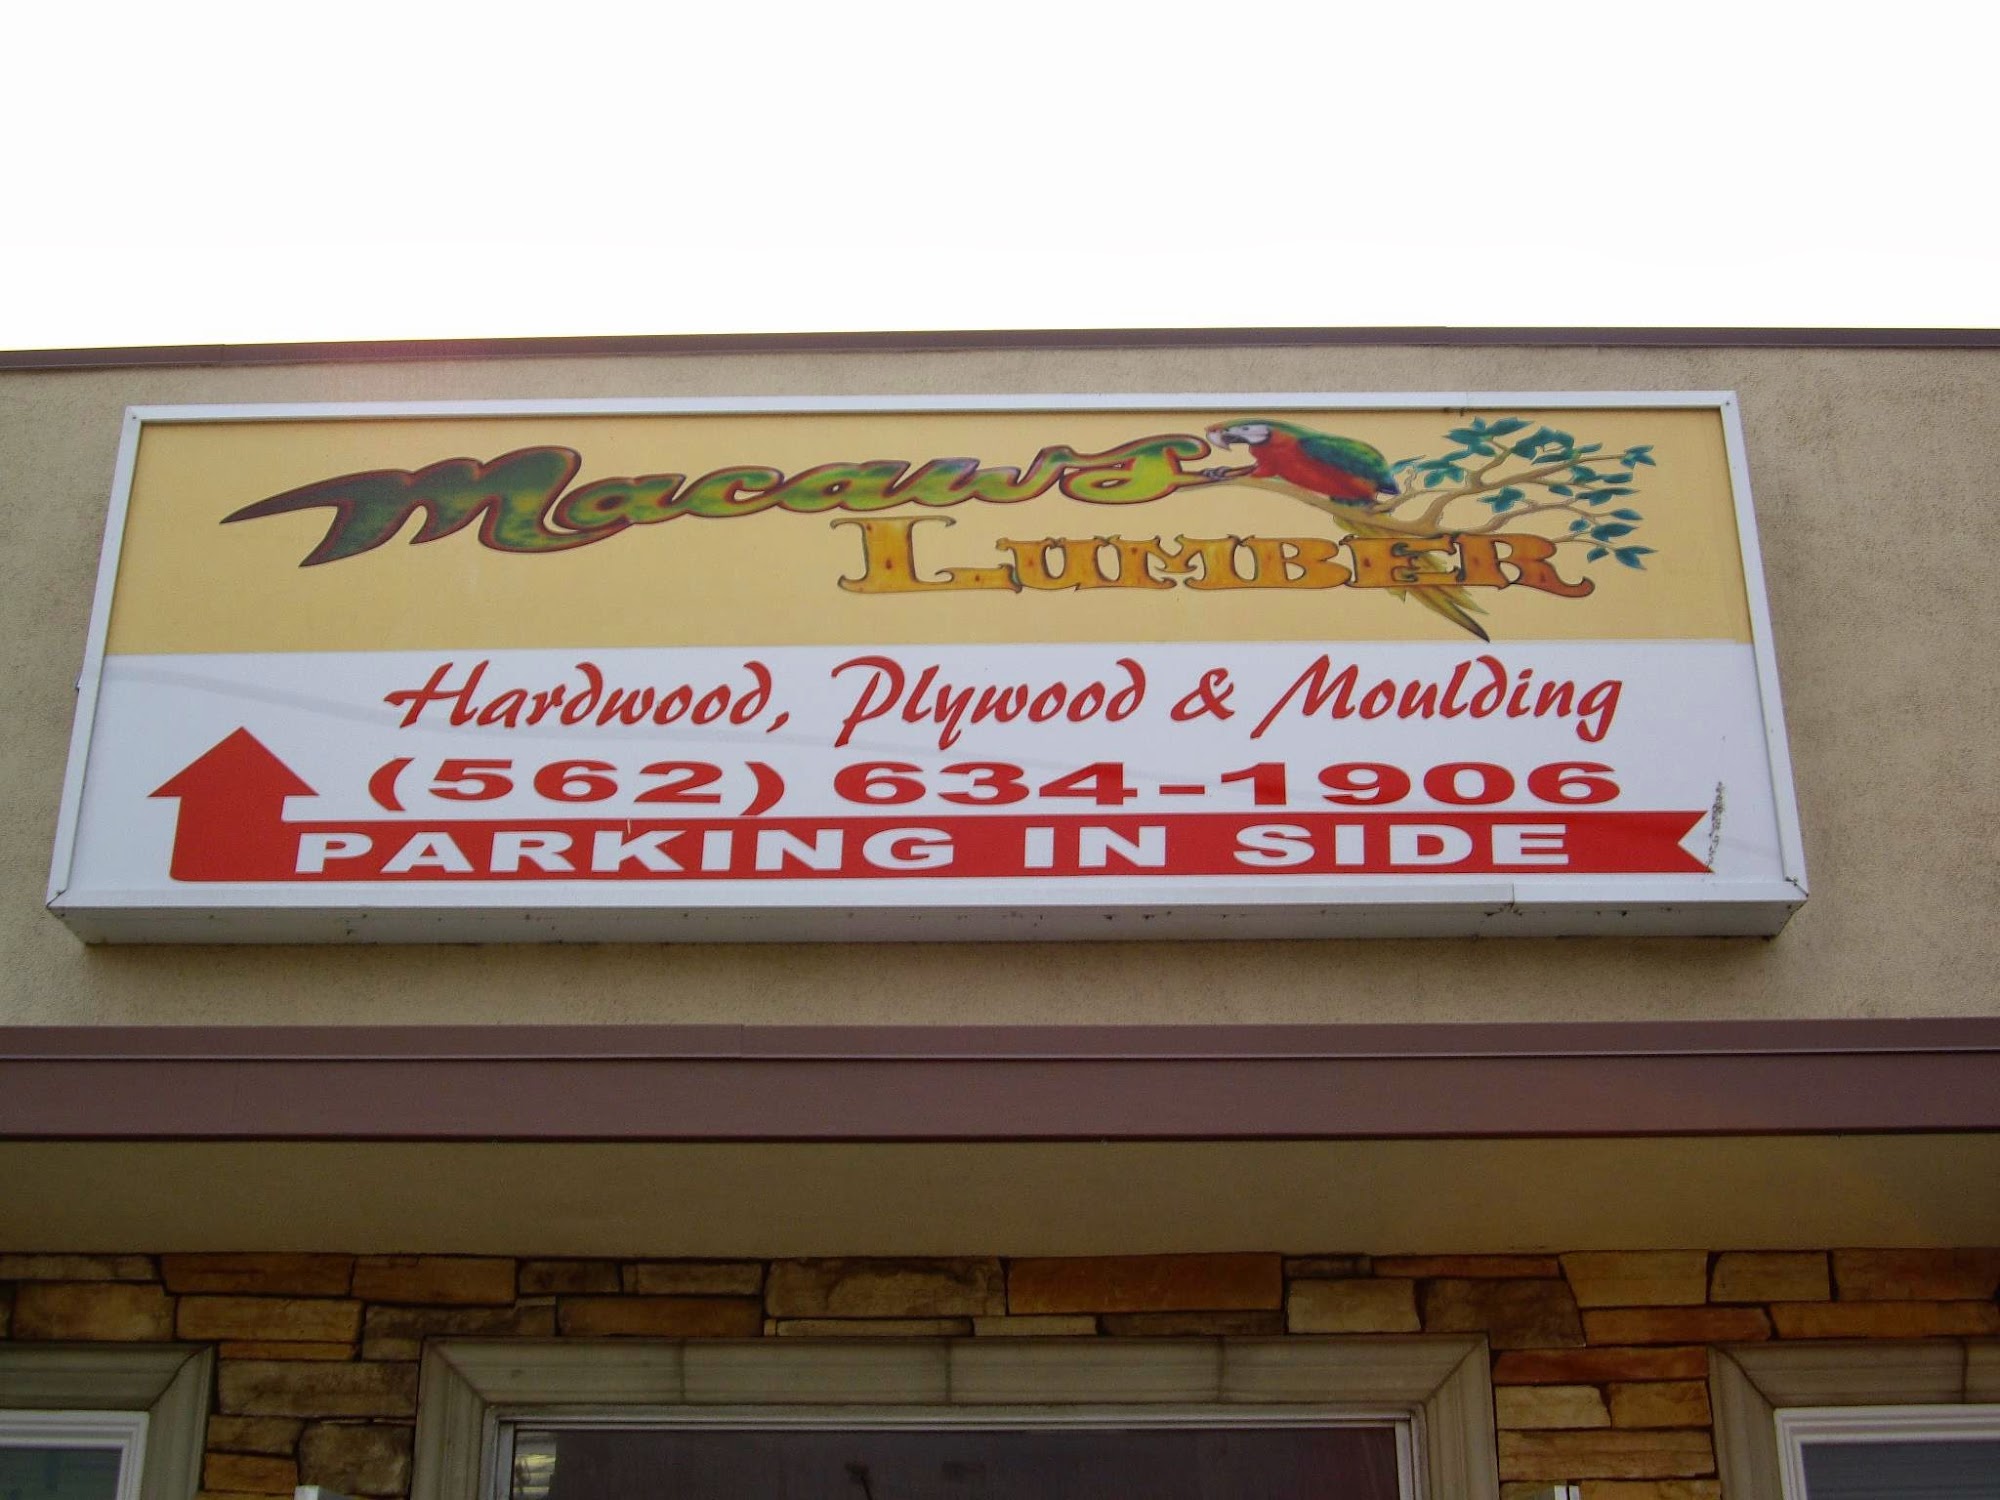 Macaws
LUMBER
Hardwood, Plywood & Moulding
(562) 634-1906
PARKING IN SIDE